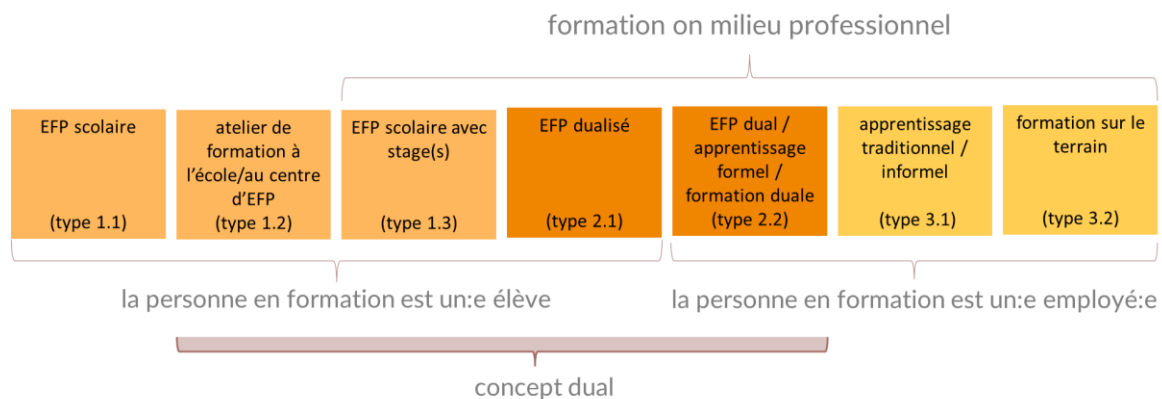 formation on milieu professionnel
EFP scolaire
(type 1.1)
atelier de
formation à
l'école/au centre
d'EFP
(type 1.2)
EFP scolaire avec
stage(s)
(type 1.3)
EFP dualisé
(type 2.1)
EFP dual /
apprentissage
formel /
formation duale
(type 2.2)
apprentissage
traditionnel /
informel
(type 3.1)
formation sur le
terrain
(type 3.2)
la personne en formation est un:e élève
la personne en formation est un:e employé:e
concept dual